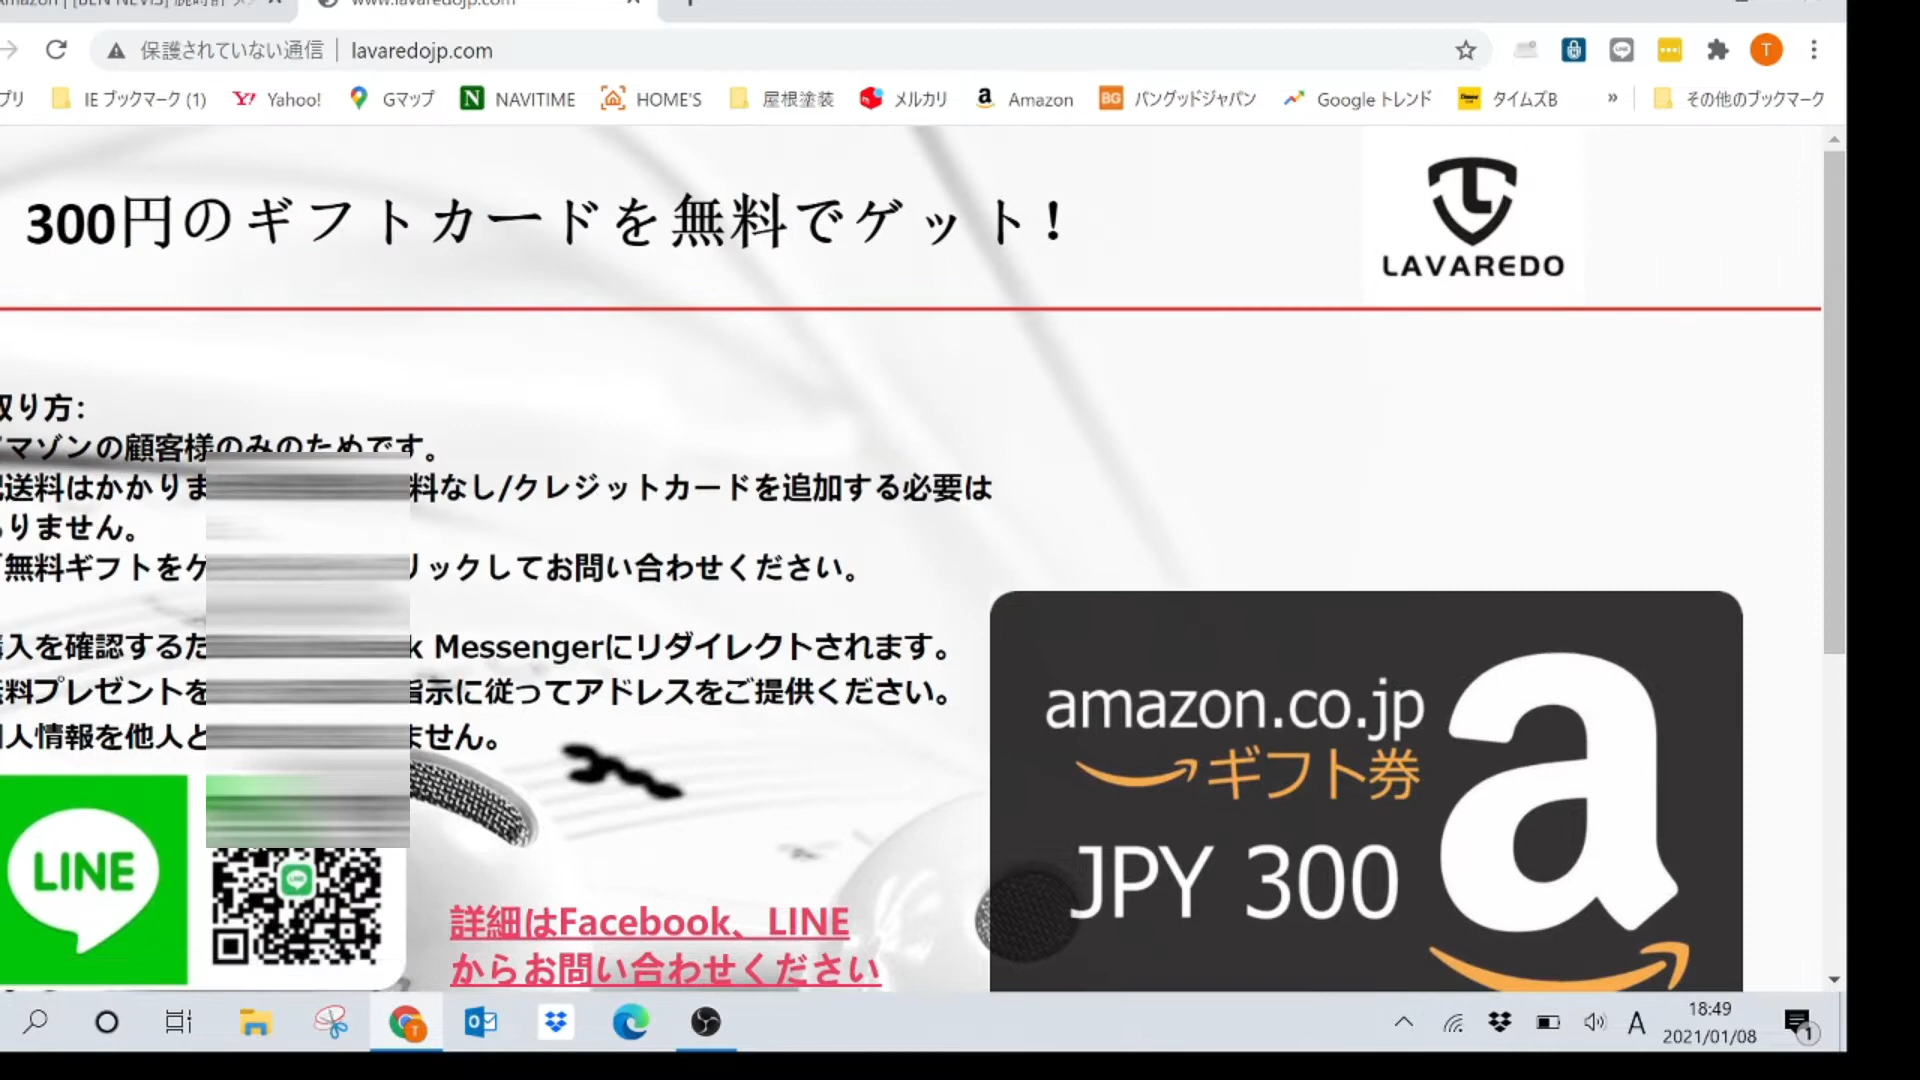 保護されていない通信 lavaredojp.com
プリ IE ブックマーク (1) Yahoo! Gマップ NAVITIME HOME'S 屋根塗装 メルカリ Amazon バングッドジャパン Google トレンド タイムズB » その他のブックマーク
300円のギフトカードを無料でゲット!
LAVAREDO
取り方:
マゾンの顧客様のみのためです。
送料はかかりま 料なし/クレジットカードを追加する必要は
りません。
無料ギフトをゲ リックしてお問い合わせください。
入を確認するた k Messengerにリダイレクトされます。
料プレゼントを 指示に従ってアドレスをご提供ください。
人情報を他人と ません。
LINE
詳細はFacebook、LINE
からお問い合わせください
amazon.co.jp
ギフト券
JPY 300
a
A 18:49
2021/01/08
1